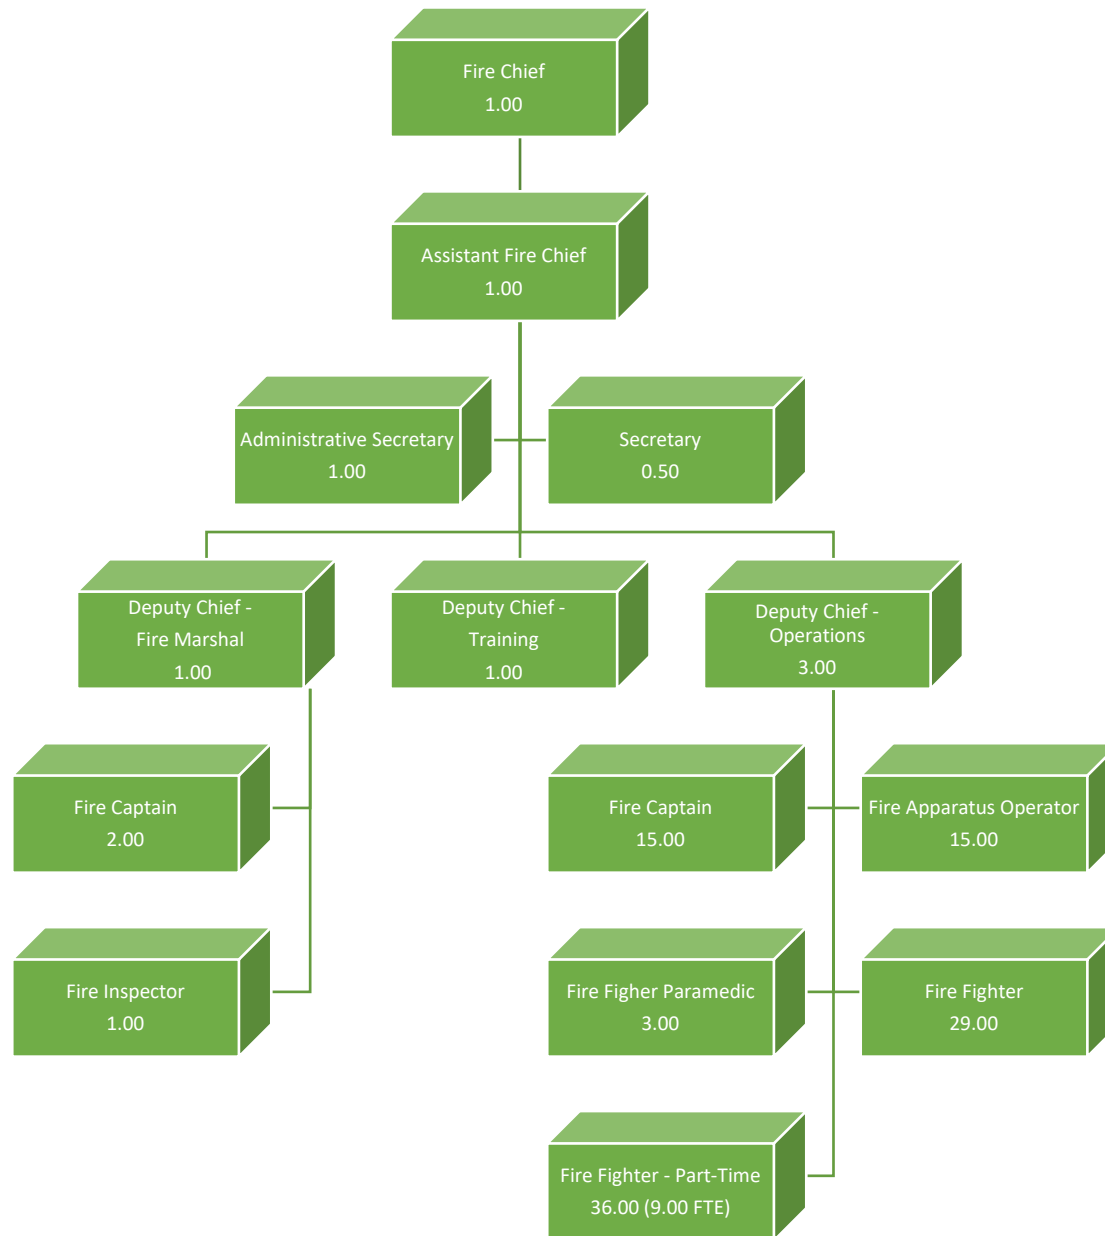 Fire Chief
1.00
Assistant Fire Chief
1.00
Administrative Secretary
1.00
Secretary
0.50
Deputy Chief -
Fire Marshal
1.00
Deputy Chief -
Training
1.00
Deputy Chief -
Operations
3.00
Fire Captain
2.00
Fire Captain
15.00
Fire Apparatus Operator
15.00
Fire Inspector
1.00
Fire Figher Paramedic
3.00
Fire Fighter
29.00
Fire Fighter - Part-Time
36.00 (9.00 FTE)